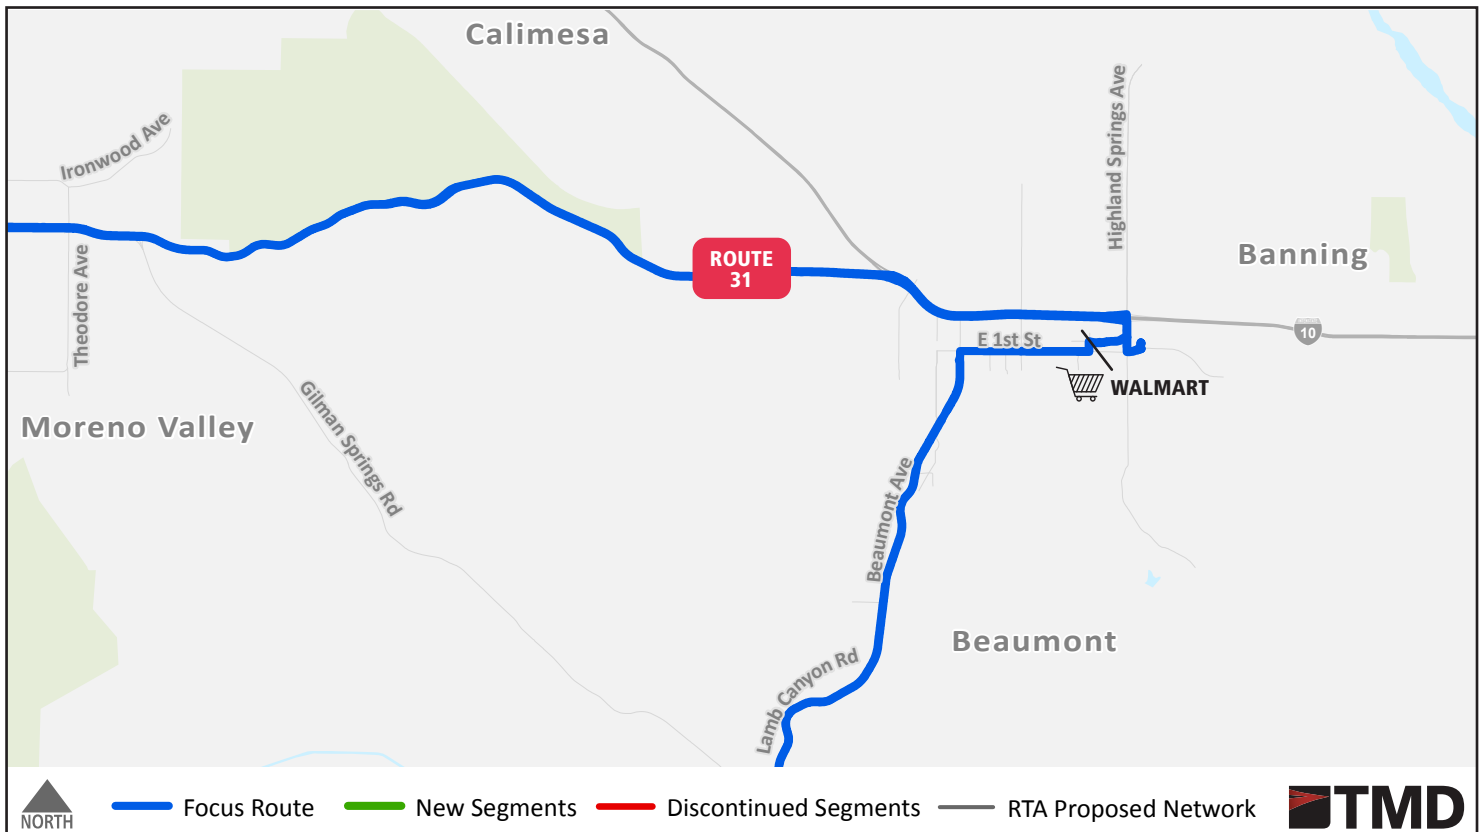 Calimesa
Ironwood Ave
Highland Springs Ave
Banning
Theodore Ave
ROUTE
31
10
E 1st St
WALMART
Gilman Springs Rd
Moreno Valley
Beaumont Ave
Beaumont
Lamb Canyon Rd
NORTH
Focus Route
New Segments
Discontinued Segments
RTA Proposed Network
TMD